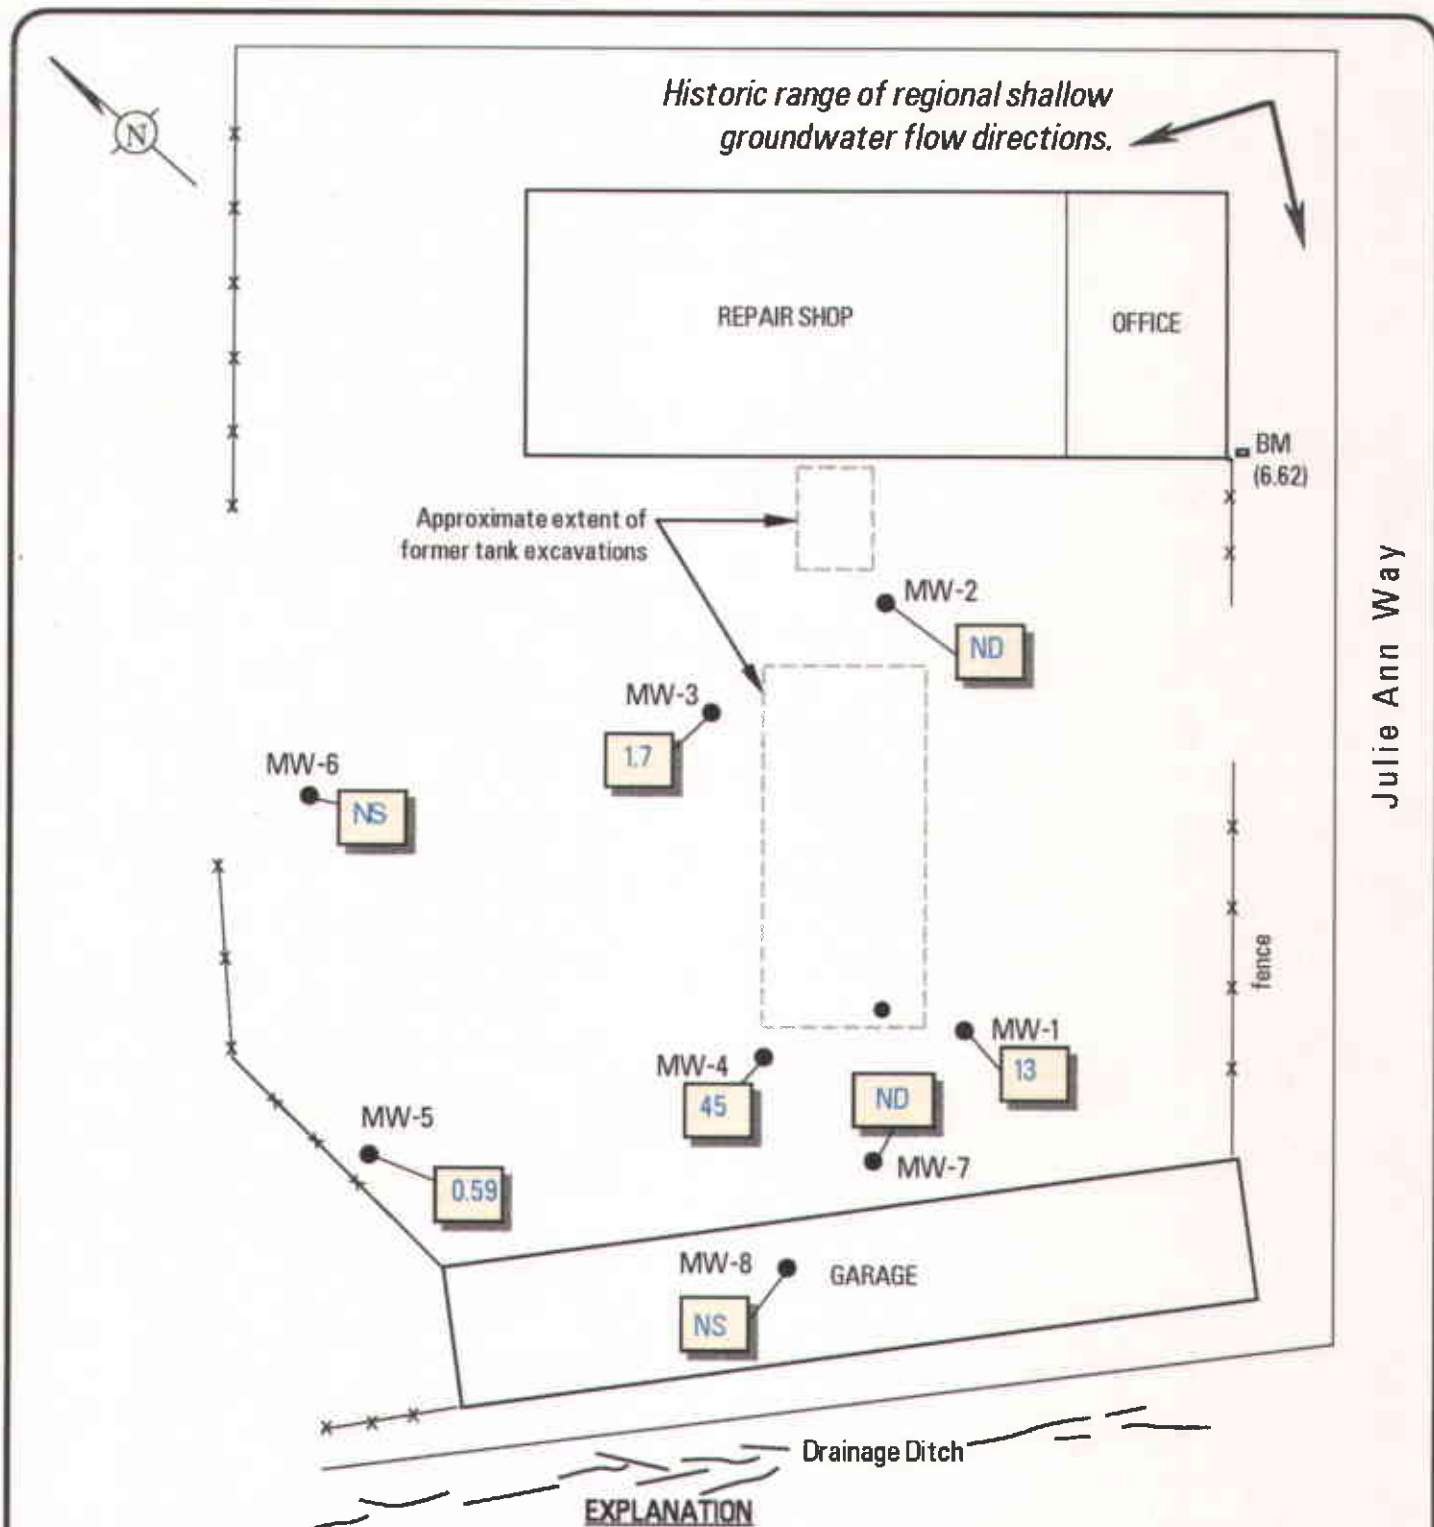 N
Historic range of regional shallow
groundwater flow directions.
REPAIR SHOP
OFFICE
BM
(6.62)
Approximate extent of
former tank excavations
MW-2
ND
MW-3
1.7
MW-6
NS
Julie Ann Way
fence
MW-1
13
MW-4
45
ND
MW-7
MW-5
0.59
MW-8
NS
GARAGE
Drainage Ditch
EXPLANATION